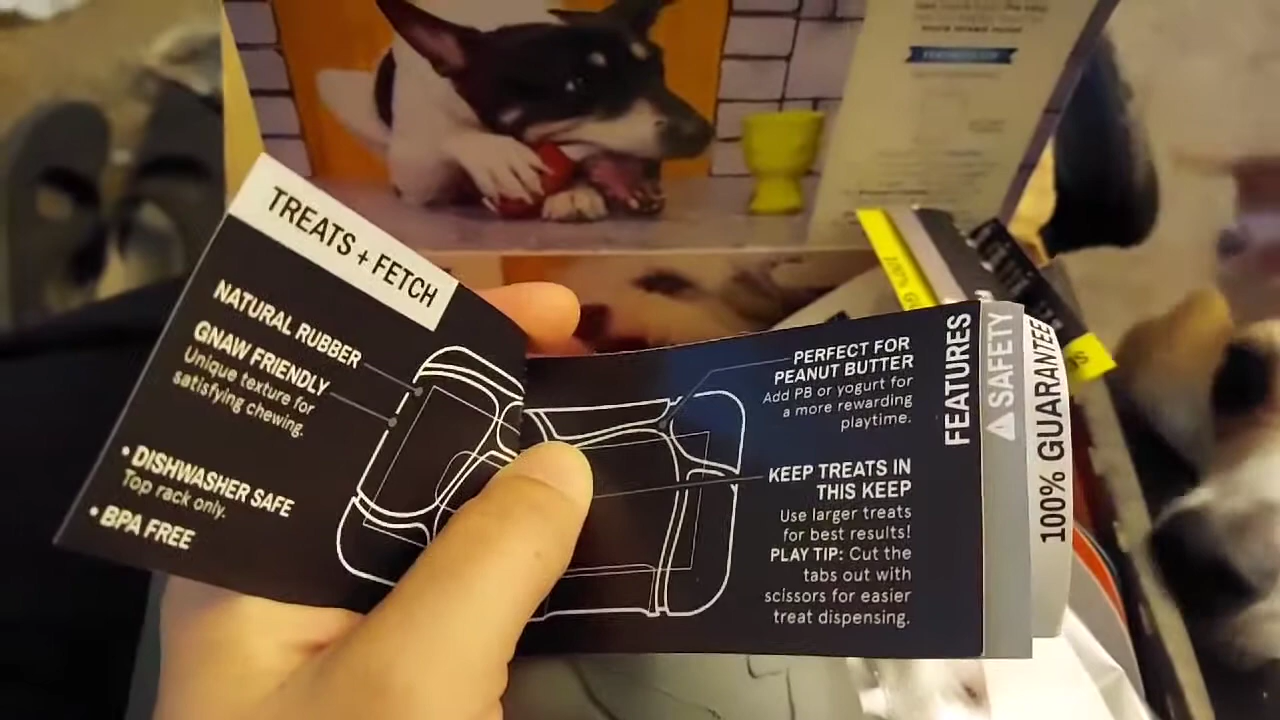 TREATS + FETCH
NATURAL RUBBER
GNAW FRIENDLY
Unique texture for
satisfying chewing.
• DISHWASHER SAFE
Top rack only.
• BPA FREE
PERFECT FOR
PEANUT BUTTER
Add PB or yogurt for
a more rewarding
playtime.
KEEP TREATS IN
THIS KEEP
Use larger treats
for best results!
PLAY TIP: Cut the
tabs out with
scissors for easier
treat dispensing.
FEATURES
SAFETY
100% GUARANTEE